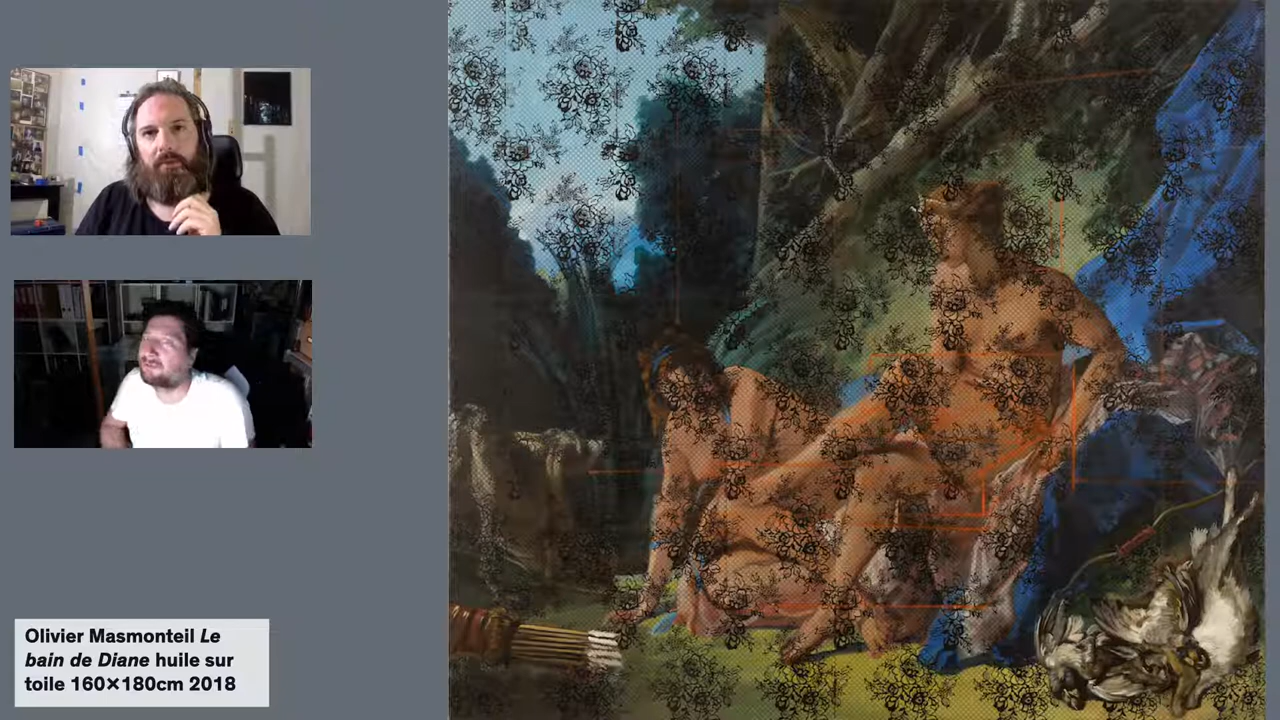 Olivier Masmonteil Le
bain de Diane huile sur
toile 160×180cm 2018